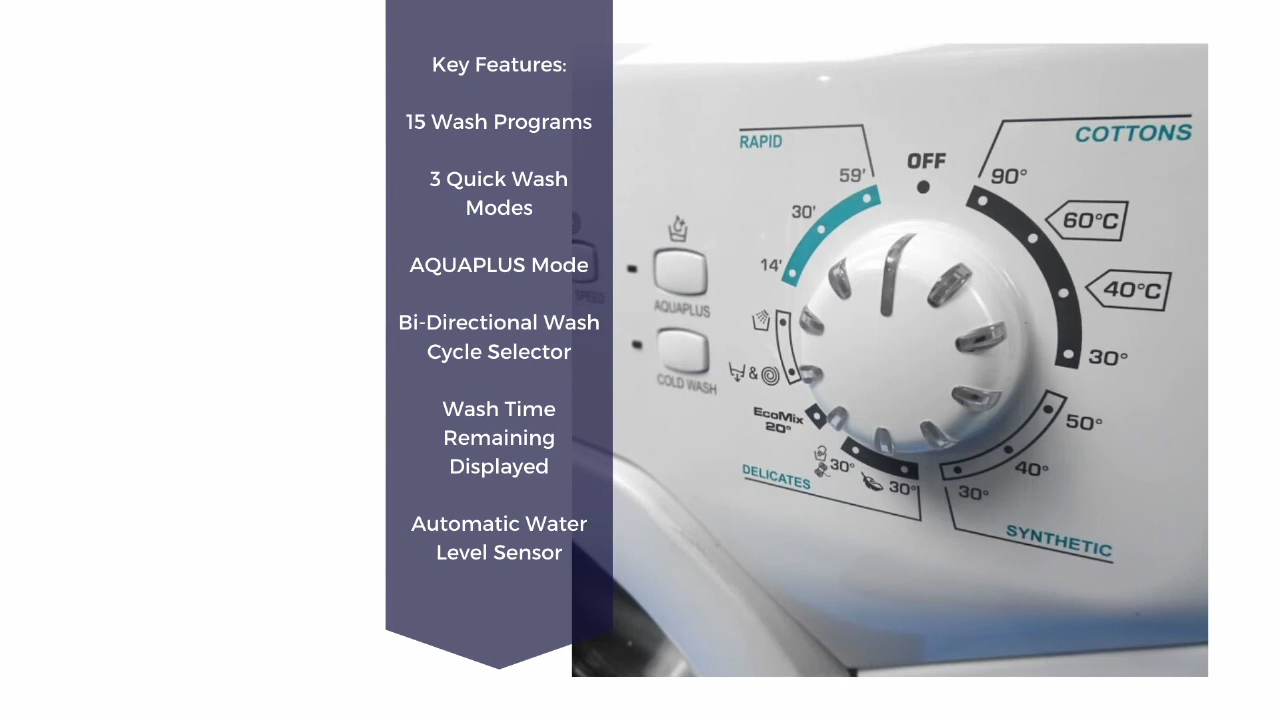 Key Features:
15 Wash Programs
3 Quick Wash
Modes
AQUAPLUS Mode
Bi-Directional Wash
Cycle Selector
Wash Time
Remaining
Displayed
Automatic Water
Level Sensor
SPEED
AQUAPLUS
COLD WASH
RAPID
59'
30'
14'
OFF
COTTONS
90°
60°C
40°C
30°
50°
40°
30°
SYNTHETIC
&
EcoMix
20°
30°
30°
DELICATES